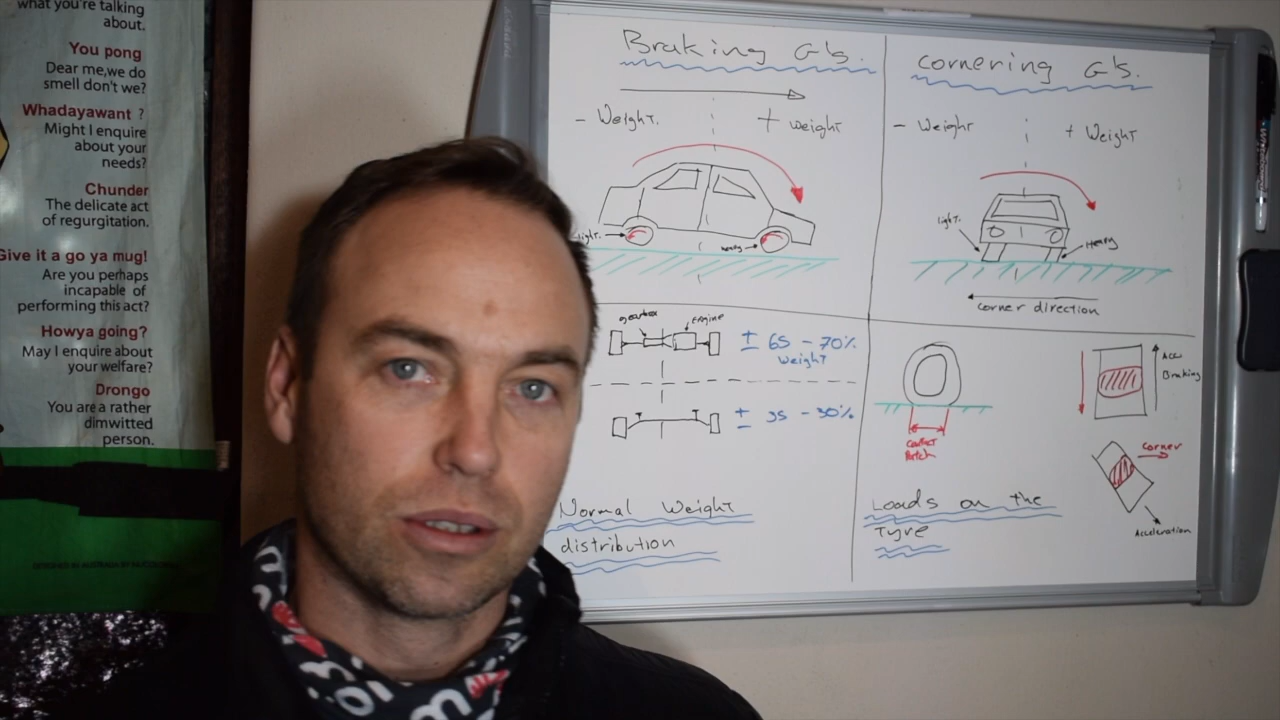 what you're talking
about.
You pong
Dear me,we do
smell don't we?
Whadayawant ?
Might I enquire
about your
needs?
Chunder
The delicate act
of regurgitation.
Give it a go ya mug!
Are you perhaps
incapable of
performing this act?
Howya going?
May I enquire about
your welfare?
Drongo
You are a rather
dimwitted
person.
Braking G's.
- Weight.
+ weight
light.
heavy
cornering G's.
- Weight
+ Weight
light.
Heavy
corner direction
gearbox
Engine
± 65 - 70%
Weight
± 35 - 30%
Normal Weight
distribution
contact
Patch
Braking
Corner
Acceleration
Loads on the
Tyre